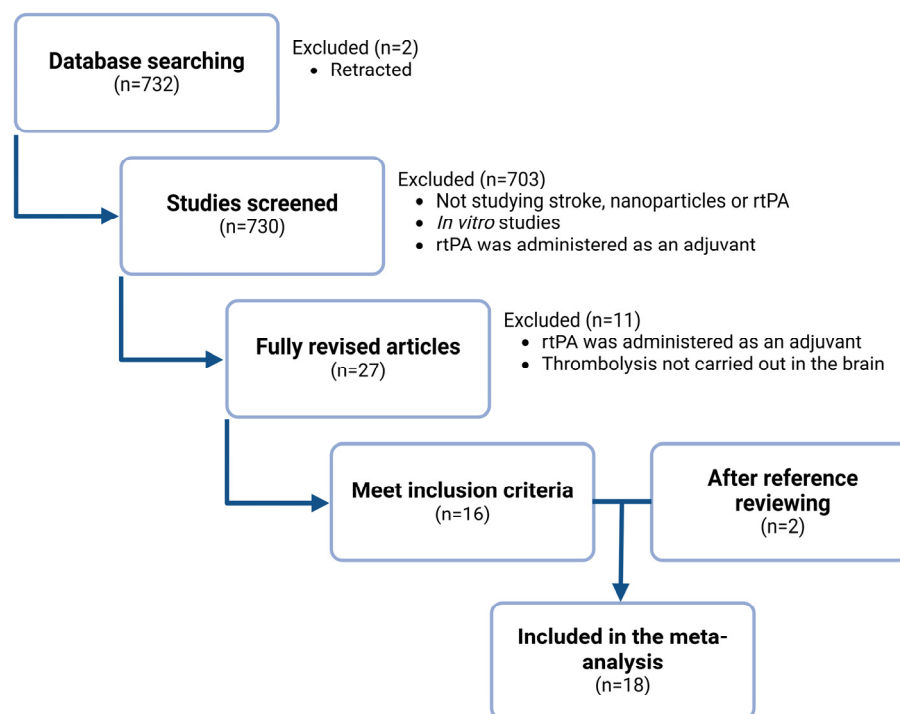 Database searching
(n=732)
Excluded (n=2)
• Retracted
Studies screened
(n=730)
Excluded (n=703)
• Not studying stroke, nanoparticles or rtPA
• In vitro studies
• rtPA was administered as an adjuvant
Fully revised articles
(n=27)
Excluded (n=11)
• rtPA was administered as an adjuvant
• Thrombolysis not carried out in the brain
Meet inclusion criteria
(n=16)
After reference
reviewing
(n=2)
Included in the meta-
analysis
(n=18)